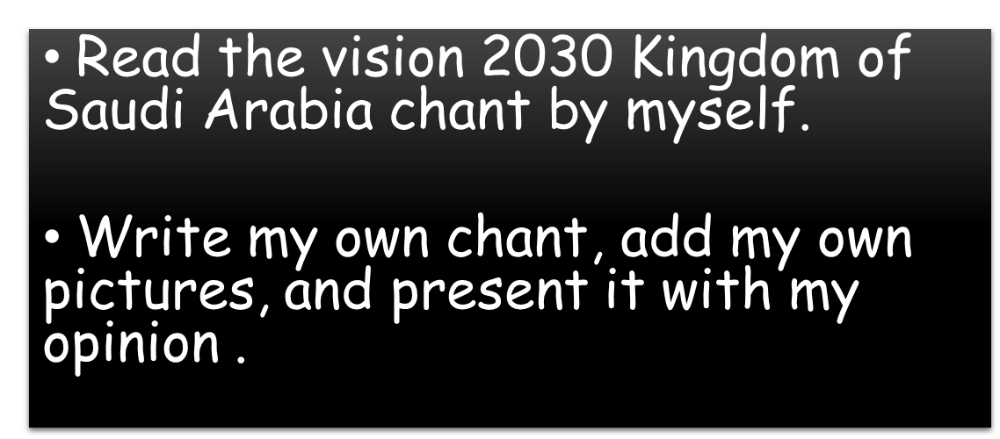 • Read the vision 2030 Kingdom of
Saudi Arabia chant by myself.
• Write my own chant, add my own
pictures, and present it with my
opinion .